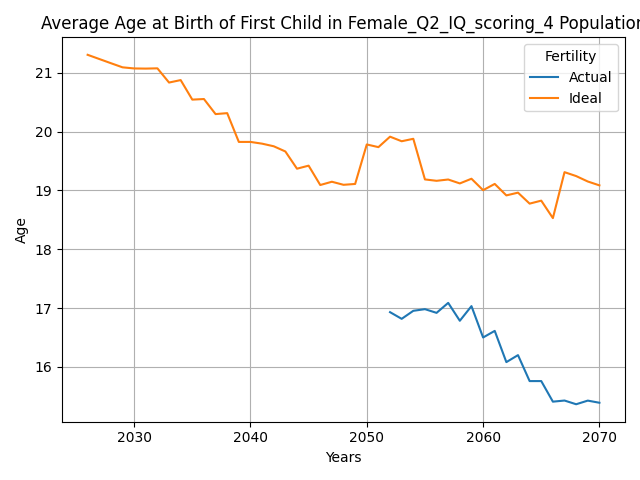 Average Age at Birth of First Child in Female_Q2_IQ_scoring_4 Population
Fertility
Actual
Ideal
21
20
19
18
17
16
Age
2030 2040 2050 2060 2070
Years